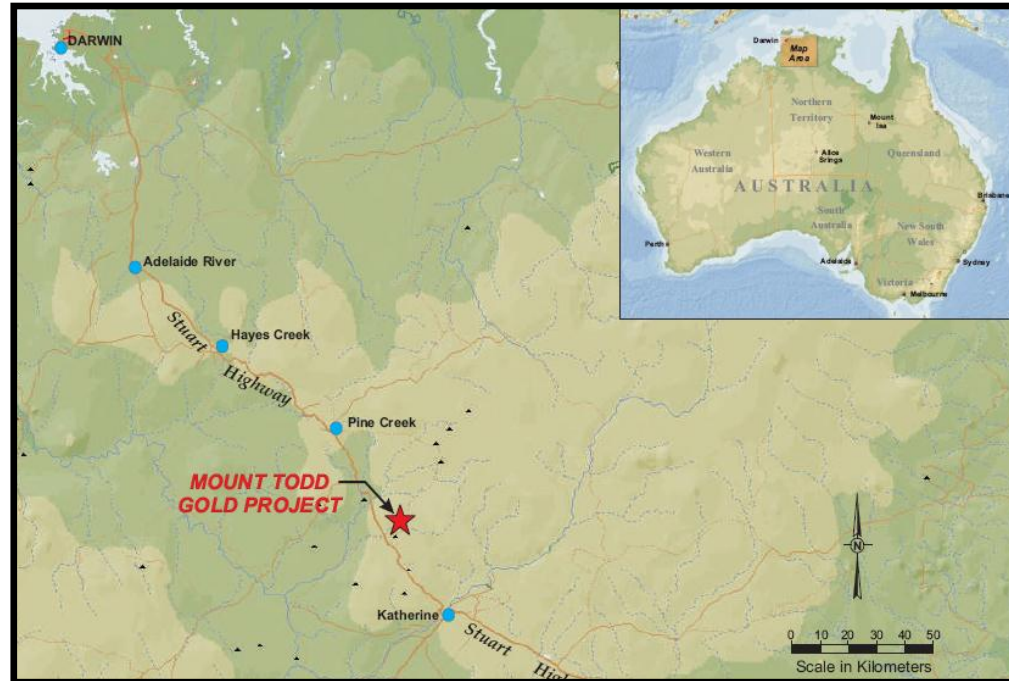 DARWIN
Adelaide River
Hayes Creek
Stuart
Highway
Pine Creek
MOUNT TODD
GOLD PROJECT
Katherine
Stuart
High
Darwin
Map
Area
Northern
Territory
Mount
Isa
Western
Australia
Alice
Springs
Queensland
AUSTRALIA
Brisbane
South
Australia
New South
Wales
Perth
Adelaide
Sydney
Victoria
Melbourne
N
0 10 20 30 40 50
Scale in Kilometers